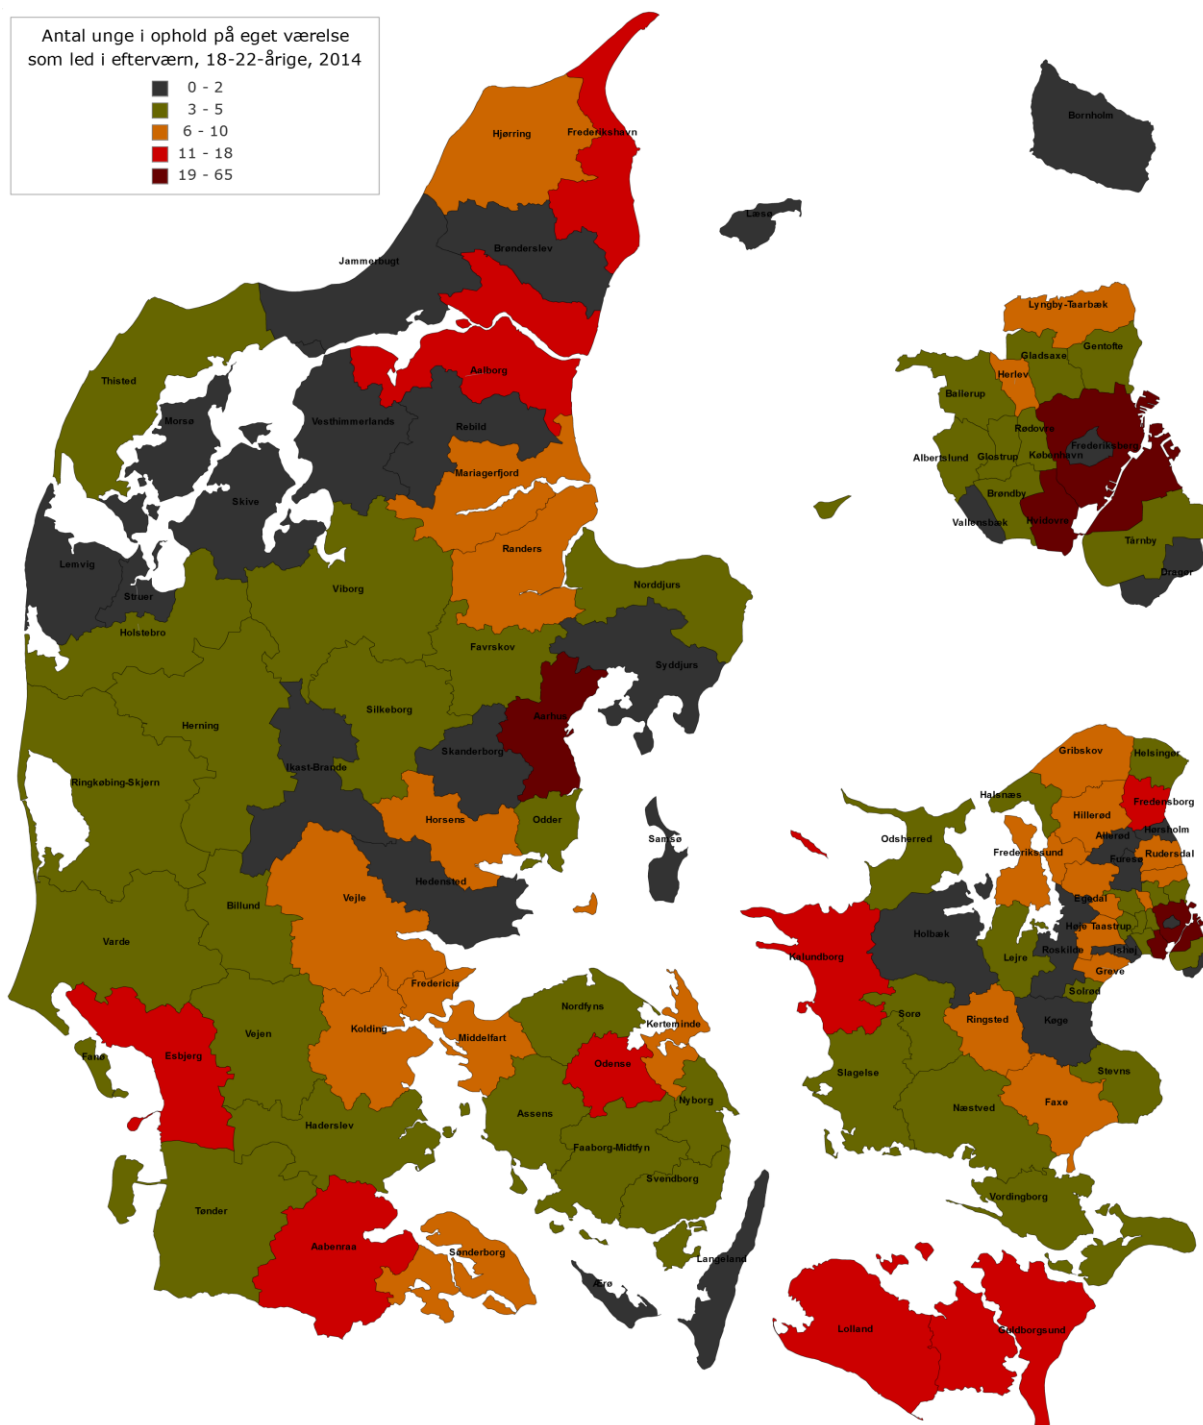 Antal unge i ophold på eget værelse
som led i efterværn, 18-22-årige, 2014
0 - 2
3 - 5
6 - 10
11 - 18
19 - 65
Bornholm
Hjørring
Frederikshavn
Læsø
Brønderslev
Jammerbugt
Lyngby-Taarbæk
Gentofte
Gladsaxe
Herlev
Ballerup
Rødovre
Frederiksberg
København
Glostrup
Albertslund
Brøndby
Hvidovre
Vallensbæk
Tårnby
Dragør
Thisted
Aalborg
Morsø
Vesthimmerlands
Rebild
Mariagerfjord
Skive
Randers
Lemvig
Struer
Viborg
Norddjurs
Holstebro
Favrskov
Syddjurs
Silkeborg
Aarhus
Herning
Skanderborg
Ikast-Brande
Ringkøbing-Skjern
Horsens
Odder
Samsø
Hedensted
Billund
Vejle
Varde
Fredericia
Kolding
Vejen
Esbjerg
Fanø
Haderslev
Tønder
Aabenraa
Sønderborg
Nordfyns
Middelfart
Kerteminde
Odense
Assens
Nyborg
Faaborg-Midtfyn
Svendborg
Langeland
Ærø
Gribskov
Helsingør
Halsnæs
Fredensborg
Hillerød
Hørsholm
Allerød
Odsherred
Frederikssund
Rudersdal
Furesø
Egedal
Høje Taastrup
Holbæk
Kalundborg
Roskilde
Ishøj
Lejre
Greve
Solrød
Sorø
Ringsted
Køge
Slagelse
Stevns
Næstved
Faxe
Vordingborg
Lolland
Guldborgsund